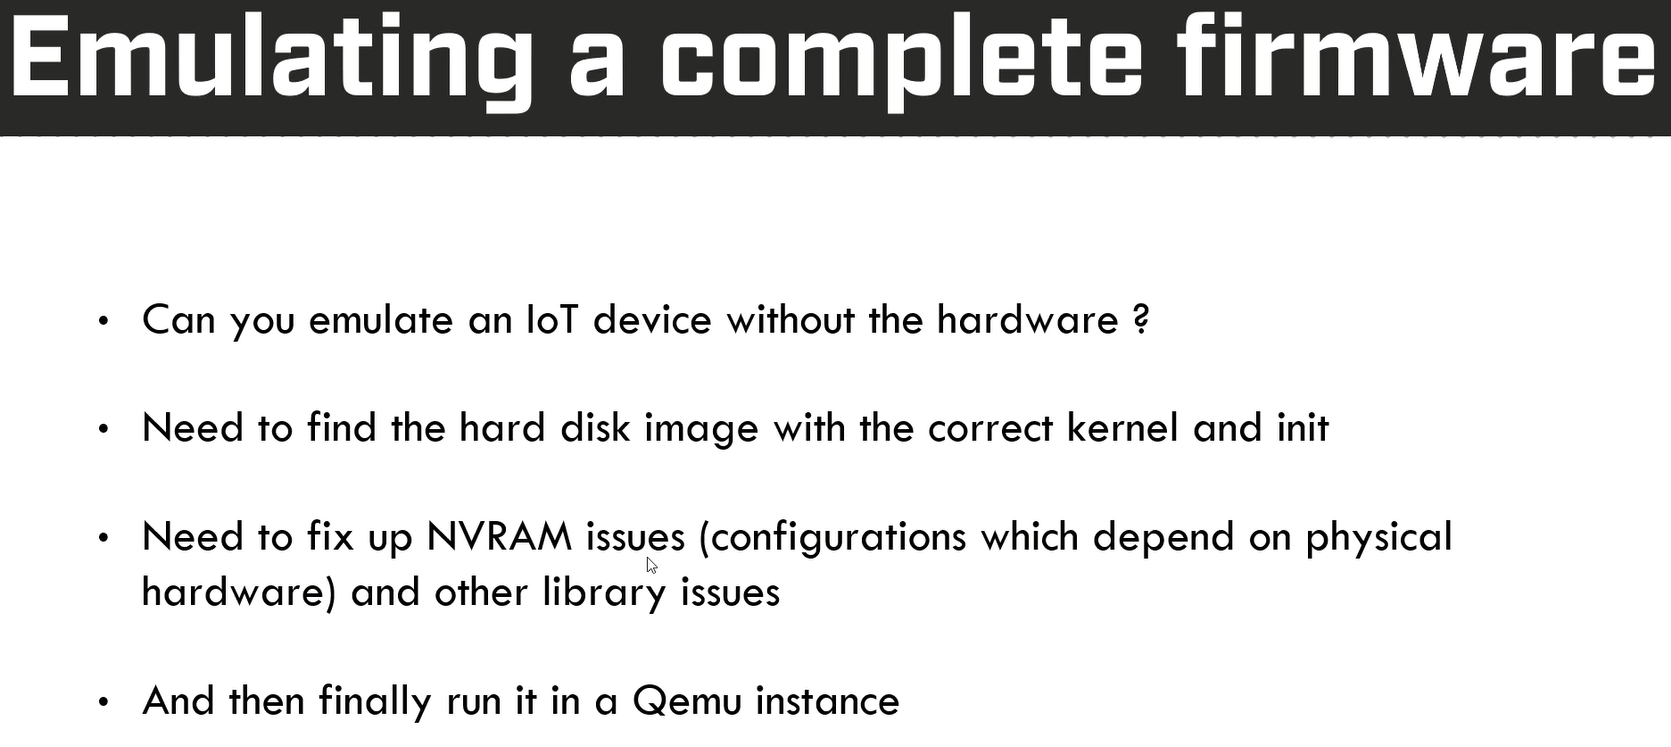 Emulating a complete firmware
• Can you emulate an IoT device without the hardware ?
• Need to find the hard disk image with the correct kernel and init
• Need to fix up NVRAM issues (configurations which depend on physical
hardware) and other library issues
• And then finally run it in a Qemu instance